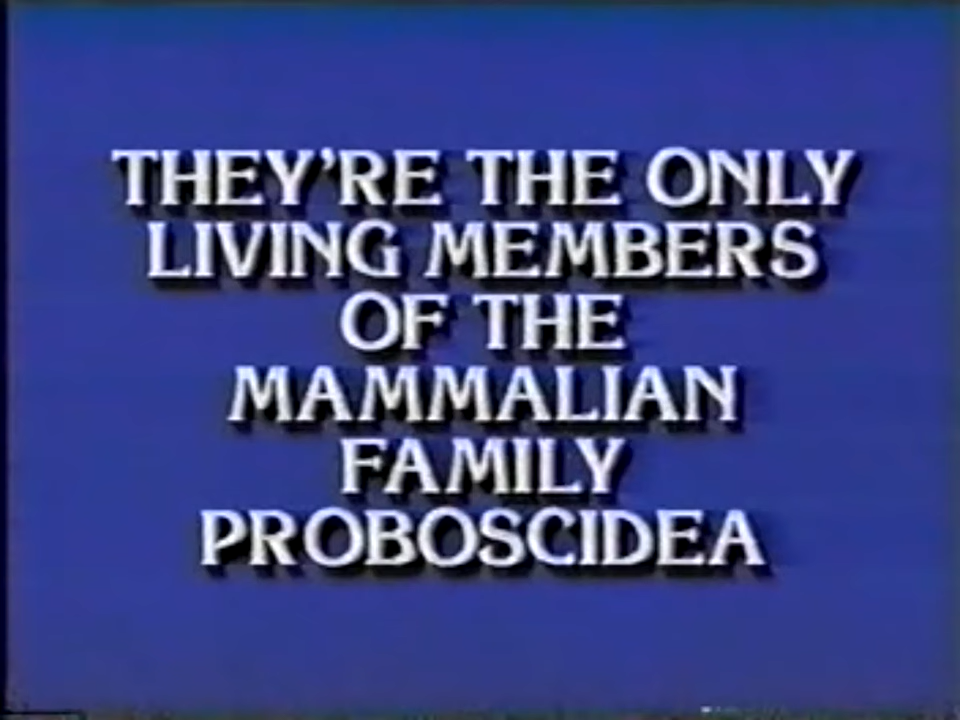 THEY'RE THE ONLY
LIVING MEMBERS
OF THE
MAMMALIAN
FAMILY
PROBOSCIDEA